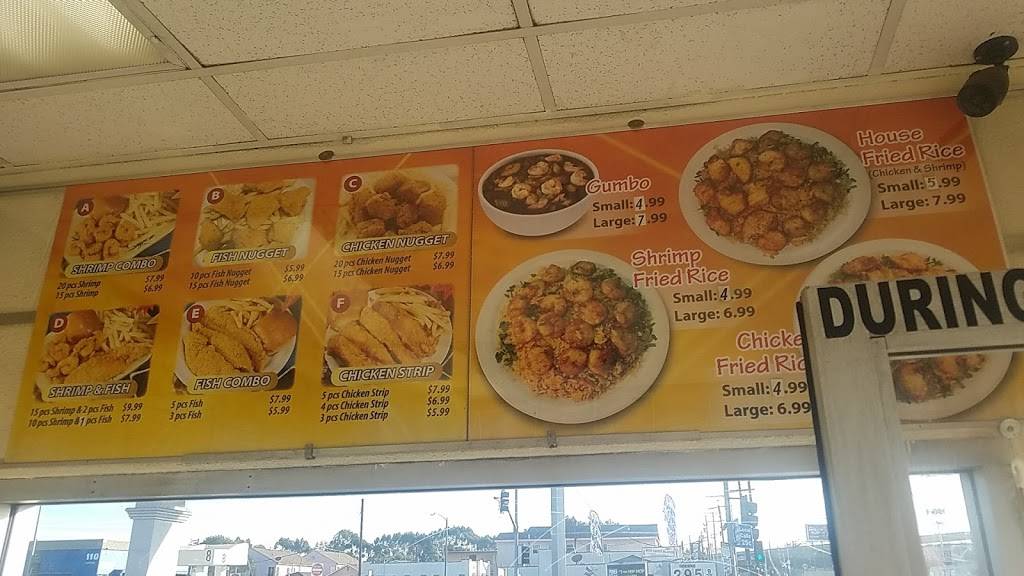 A
SHRIMP COMBO
20 pcs Shrimp $7.99
15 pcs Shrimp $6.99
B
FISH NUGGET
10 pcs Fish Nugget $5.99
15 pcs Fish Nugget $6.99
C
CHICKEN NUGGET
20 pcs Chicken Nugget $7.99
15 pcs Chicken Nugget $6.99
D
SHRIMP & FISH
15 pcs Shrimp & 2 pcs Fish $9.99
10 pcs Shrimp & 1 pcs Fish $7.99
E
FISH COMBO
5 pcs Fish $7.99
3 pcs Fish $5.99
F
CHICKEN STRIP
5 pcs Chicken Strip $7.99
4 pcs Chicken Strip $6.99
3 pcs Chicken Strip $5.99
Gumbo
Small: 4.99
Large: 7.99
House
Fried Rice
(Chicken & Shrimp)
Small: 5.99
Large: 7.99
Shrimp
Fried Rice
Small: 4.99
Large: 6.99
Chicke
Fried Ric
Small: 4.99
Large: 6.99
DURING
110
8
295